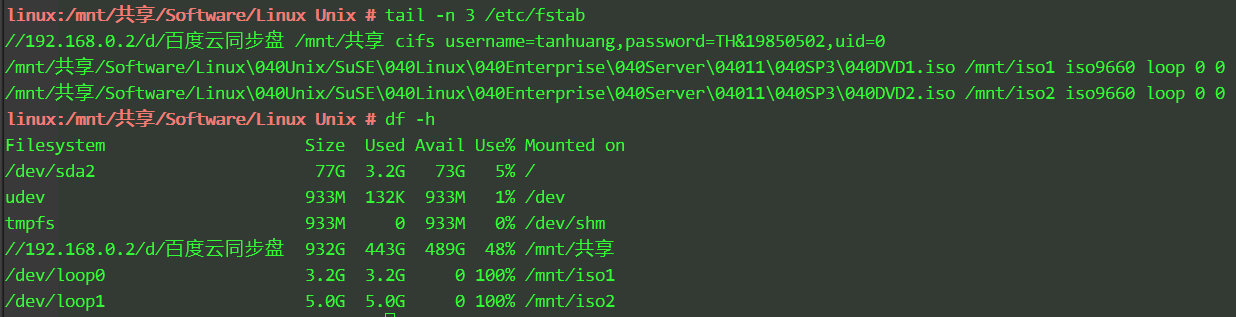 linux:/mnt/共享/Software/Linux Unix # tail -n 3 /etc/fstab
//192.168.0.2/d/百度云同步盘 /mnt/共享 cifs username=tanhuang,password=TH&19850502,uid=0
/mnt/共享/Software/Linux\040Unix/SuSE\040Linux\040Enterprise\040Server\04011\040SP3\040DVD1.iso /mnt/iso1 iso9660 loop 0 0
/mnt/共享/Software/Linux\040Unix/SuSE\040Linux\040Enterprise\040Server\04011\040SP3\040DVD2.iso /mnt/iso2 iso9660 loop 0 0
linux:/mnt/共享/Software/Linux Unix # df -h
Filesystem                    Size  Used Avail Use% Mounted on
/dev/sda2                      77G  3.2G   73G   5% /
udev                          933M  132K  933M   1% /dev
tmpfs                         933M     0  933M   0% /dev/shm
//192.168.0.2/d/百度云同步盘  932G  443G  489G  48% /mnt/共享
/dev/loop0                    3.2G  3.2G     0 100% /mnt/iso1
/dev/loop1                    5.0G  5.0G     0 100% /mnt/iso2